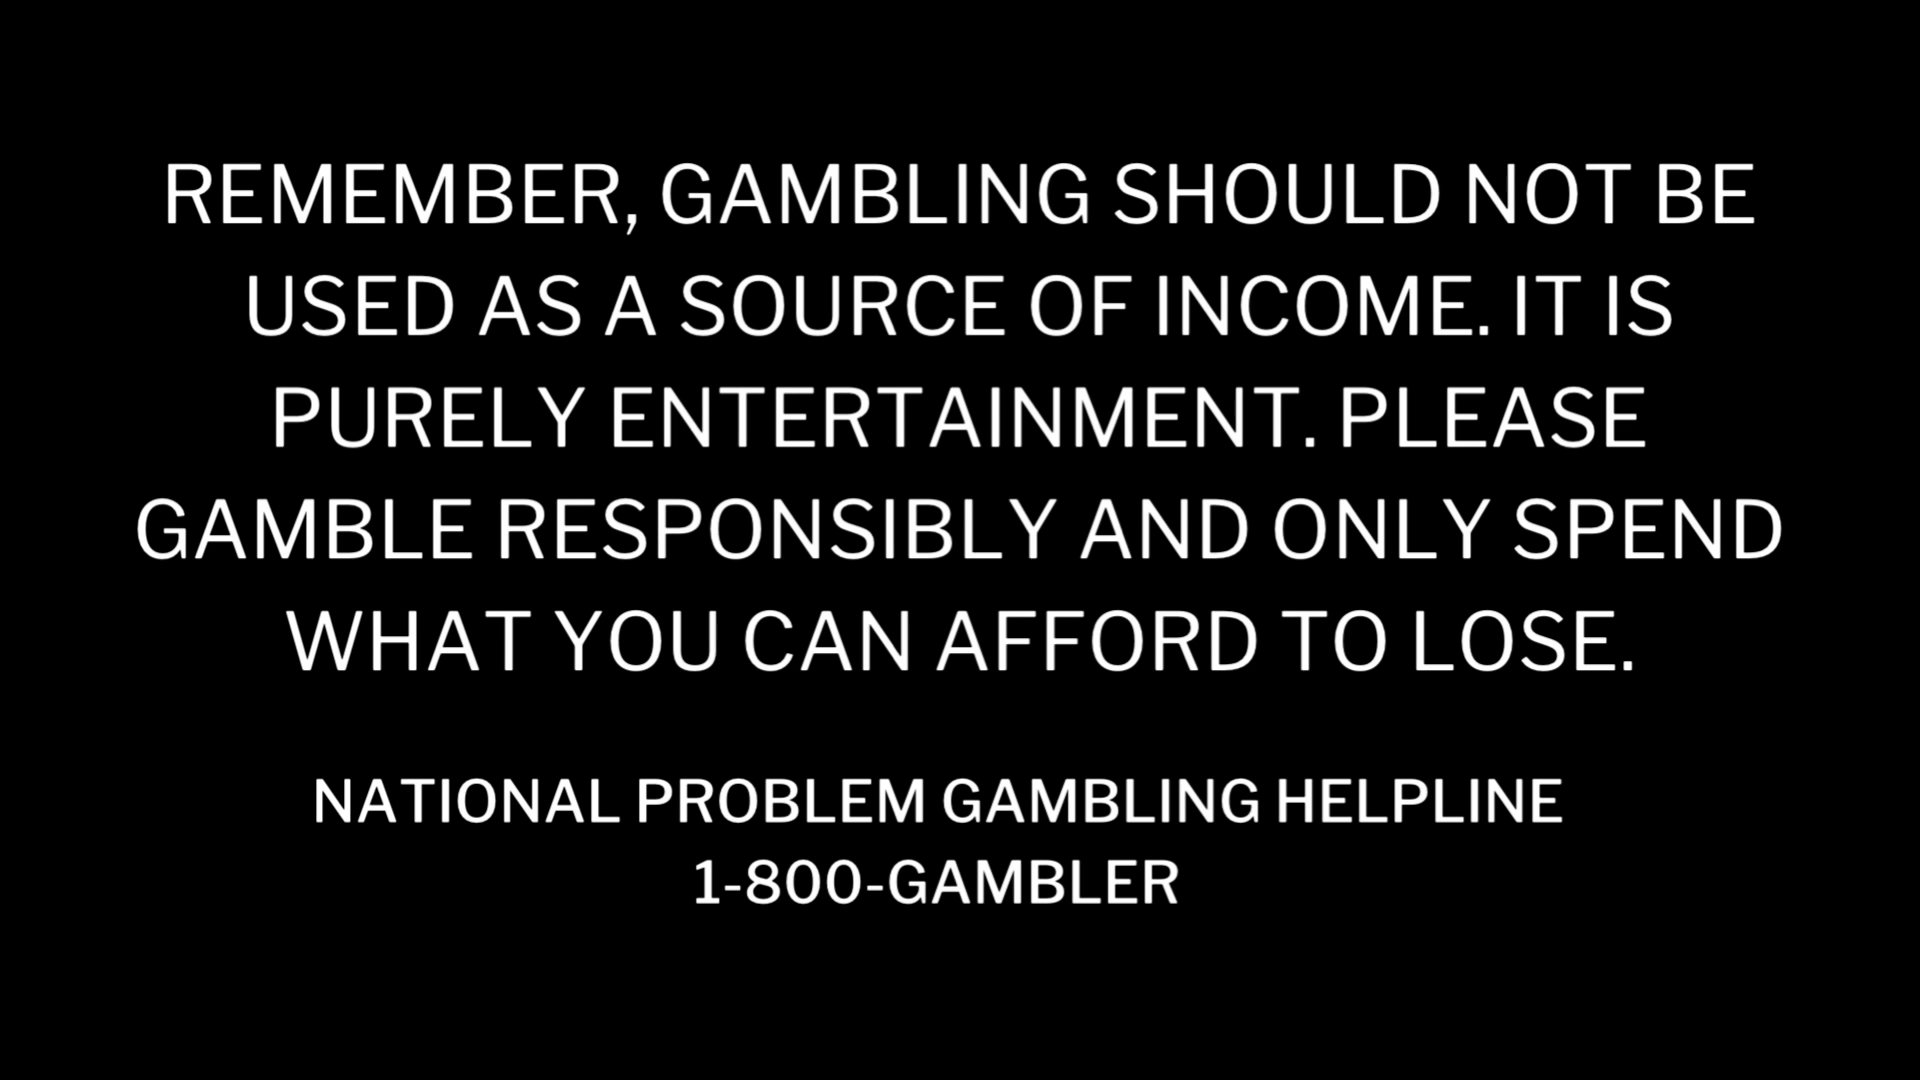 REMEMBER, GAMBLING SHOULD NOT BE
USED AS A SOURCE OF INCOME. IT IS
PURELY ENTERTAINMENT. PLEASE
GAMBLE RESPONSIBLY AND ONLY SPEND
WHAT YOU CAN AFFORD TO LOSE.
NATIONAL PROBLEM GAMBLING HELPLINE
1-800-GAMBLER